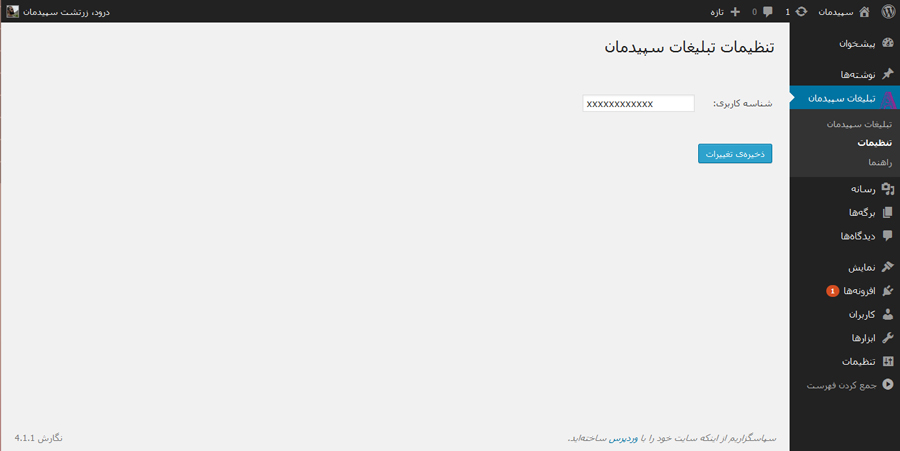 سپیدمان 1 0 تازه درود، زرتشت سپیدمان
پیشخوان
نوشته‌ها
تبلیغات سپیدمان
تبلیغات سپیدمان
تنظیمات
راهنما
رسانه
برگه‌ها
دیدگاه‌ها
نمایش
افزونه‌ها 1
کاربران
ابزارها
تنظیمات
جمع کردن فهرست
تنظیمات تبلیغات سپیدمان
شناسه کاربری: xxxxxxxxxxxx
ذخیره‌ی تغییرات
سپاسگزاریم از اینکه سایت خود را با وردپرس ساخته‌اید.
نگارش 4.1.1